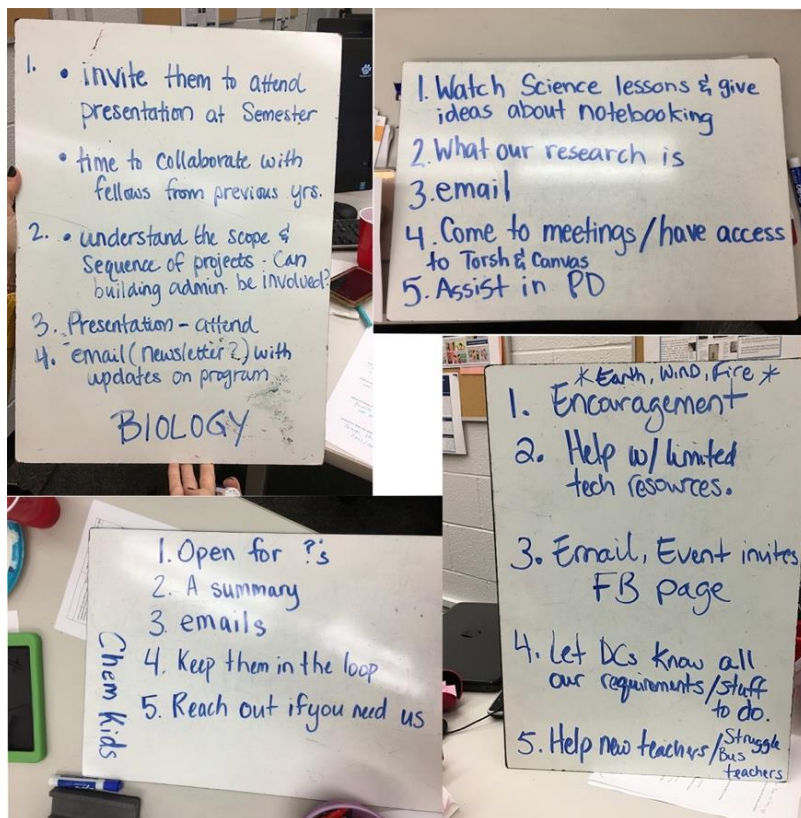 1. • invite them to attend
presentation at Semester
• time to collaborate with
fellows from previous yrs.
2. • understand the scope &
Sequence of projects - Can
building admin. be involved?
3. Presentation - attend
4. email (newsletter?) with
updates on program
BIOLOGY
1. Watch Science lessons & give
ideas about notebooking
2. What our research is
3. email
4. Come to meetings/have access
to Torsh & Canvas
5. Assist in PD
1. Open for ?'s
2. A summary
3. emails
4. Keep them in the loop
5. Reach out if you need us
Chem Kids
* Earth, WIND, Fire *
1. Encouragement
2. Help w/ limited
tech resources.
3. Email, Event invites
FB page
4. Let DCs know all
our requirements/stuff
to do.
5. Help new teachers/Struggle
Bus
teachers